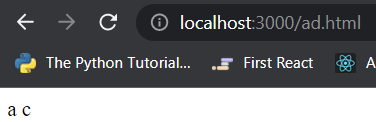 localhost:3000/ad.html
The Python Tutorial... First React A
a c